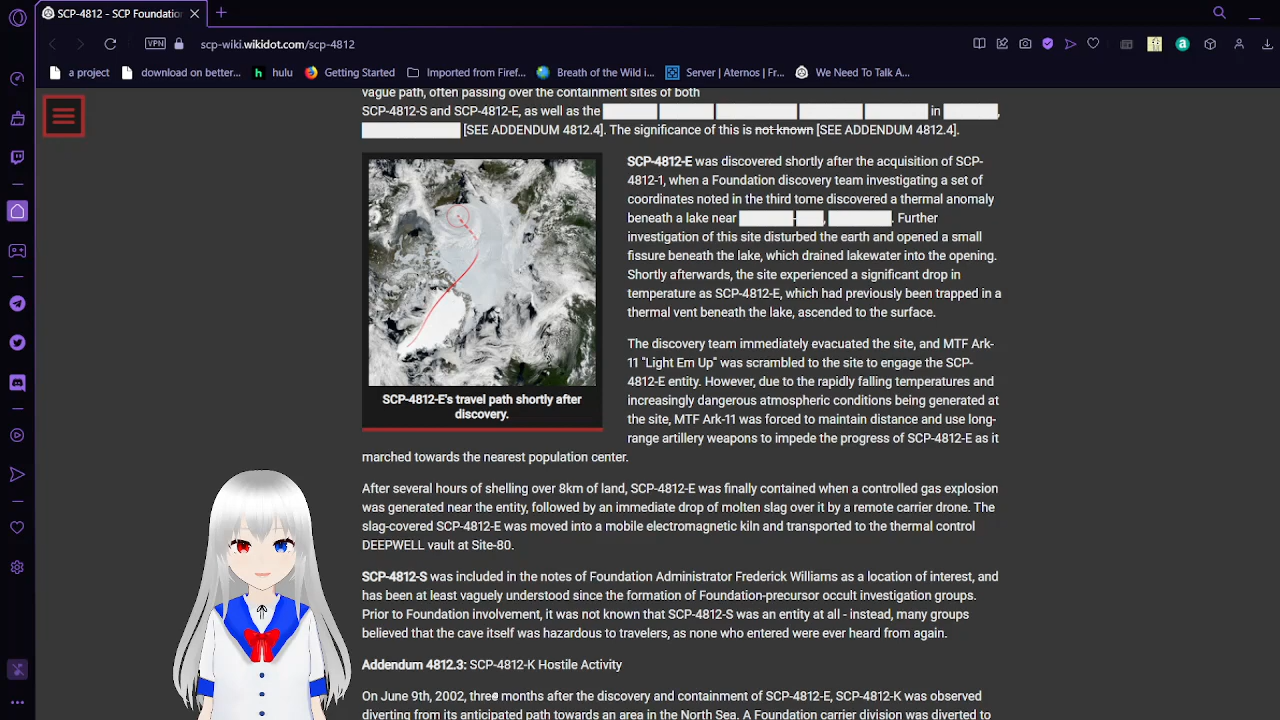 SCP-4812 - SCP Foundatio
VPN
scp-wiki.wikidot.com/scp-4812
a project
download on better...
hulu
Getting Started
Imported from Firef...
Breath of the Wild i...
Server | Aternos | Fr...
We Need To Talk A...
vague path, often passing over the containment sites of both
SCP-4812-S and SCP-4812-E, as well as the in ,
[SEE ADDENDUM 4812.4]. The significance of this is not known [SEE ADDENDUM 4812.4].
SCP-4812-E was discovered shortly after the acquisition of SCP-
4812-1, when a Foundation discovery team investigating a set of
coordinates noted in the third tome discovered a thermal anomaly
beneath a lake near - , . Further
investigation of this site disturbed the earth and opened a small
fissure beneath the lake, which drained lakewater into the opening.
Shortly afterwards, the site experienced a significant drop in
temperature as SCP-4812-E, which had previously been trapped in a
thermal vent beneath the lake, ascended to the surface.
SCP-4812-E's travel path shortly after
discovery.
The discovery team immediately evacuated the site, and MTF Ark-
11 "Light Em Up" was scrambled to the site to engage the SCP-
4812-E entity. However, due to the rapidly falling temperatures and
increasingly dangerous atmospheric conditions being generated at
the site, MTF Ark-11 was forced to maintain distance and use long-
range artillery weapons to impede the progress of SCP-4812-E as it
marched towards the nearest population center.
After several hours of shelling over 8km of land, SCP-4812-E was finally contained when a controlled gas explosion
was generated near the entity, followed by an immediate drop of molten slag over it by a remote carrier drone. The
slag-covered SCP-4812-E was moved into a mobile electromagnetic kiln and transported to the thermal control
DEEPWELL vault at Site-80.
SCP-4812-S was included in the notes of Foundation Administrator Frederick Williams as a location of interest, and
has been at least vaguely understood since the formation of Foundation-precursor occult investigation groups.
Prior to Foundation involvement, it was not known that SCP-4812-S was an entity at all - instead, many groups
believed that the cave itself was hazardous to travelers, as none who entered were ever heard from again.
Addendum 4812.3: SCP-4812-K Hostile Activity
On June 9th, 2002, three months after the discovery and containment of SCP-4812-E, SCP-4812-K was observed
diverting from its anticipated path towards an area in the North Sea. A Foundation carrier division was diverted to